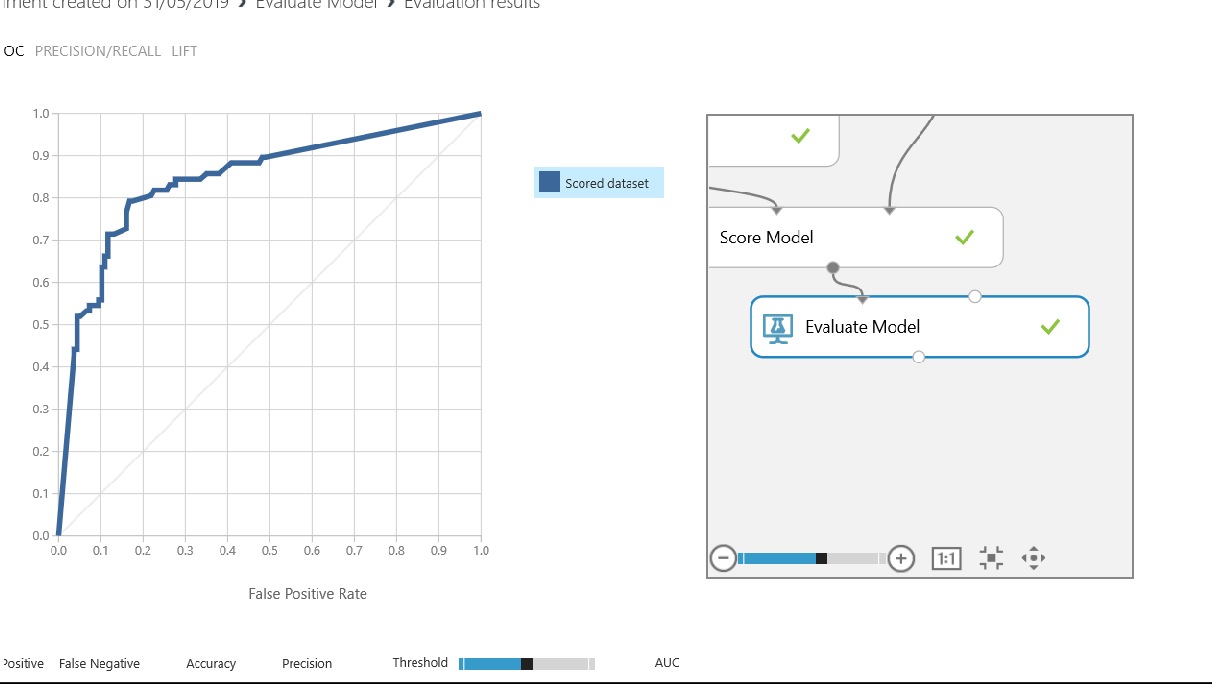 iment created on 31/05/2019 › Evaluate Model › Evaluation results
OC PRECISION/RECALL LIFT
1.0
0.9
0.8
0.7
0.6
0.5
0.4
0.3
0.2
0.1
0.0
0.0 0.1 0.2 0.3 0.4 0.5 0.6 0.7 0.8 0.9 1.0
False Positive Rate
Scored dataset
Score Model
Evaluate Model
1:1
Positive False Negative Accuracy Precision Threshold AUC